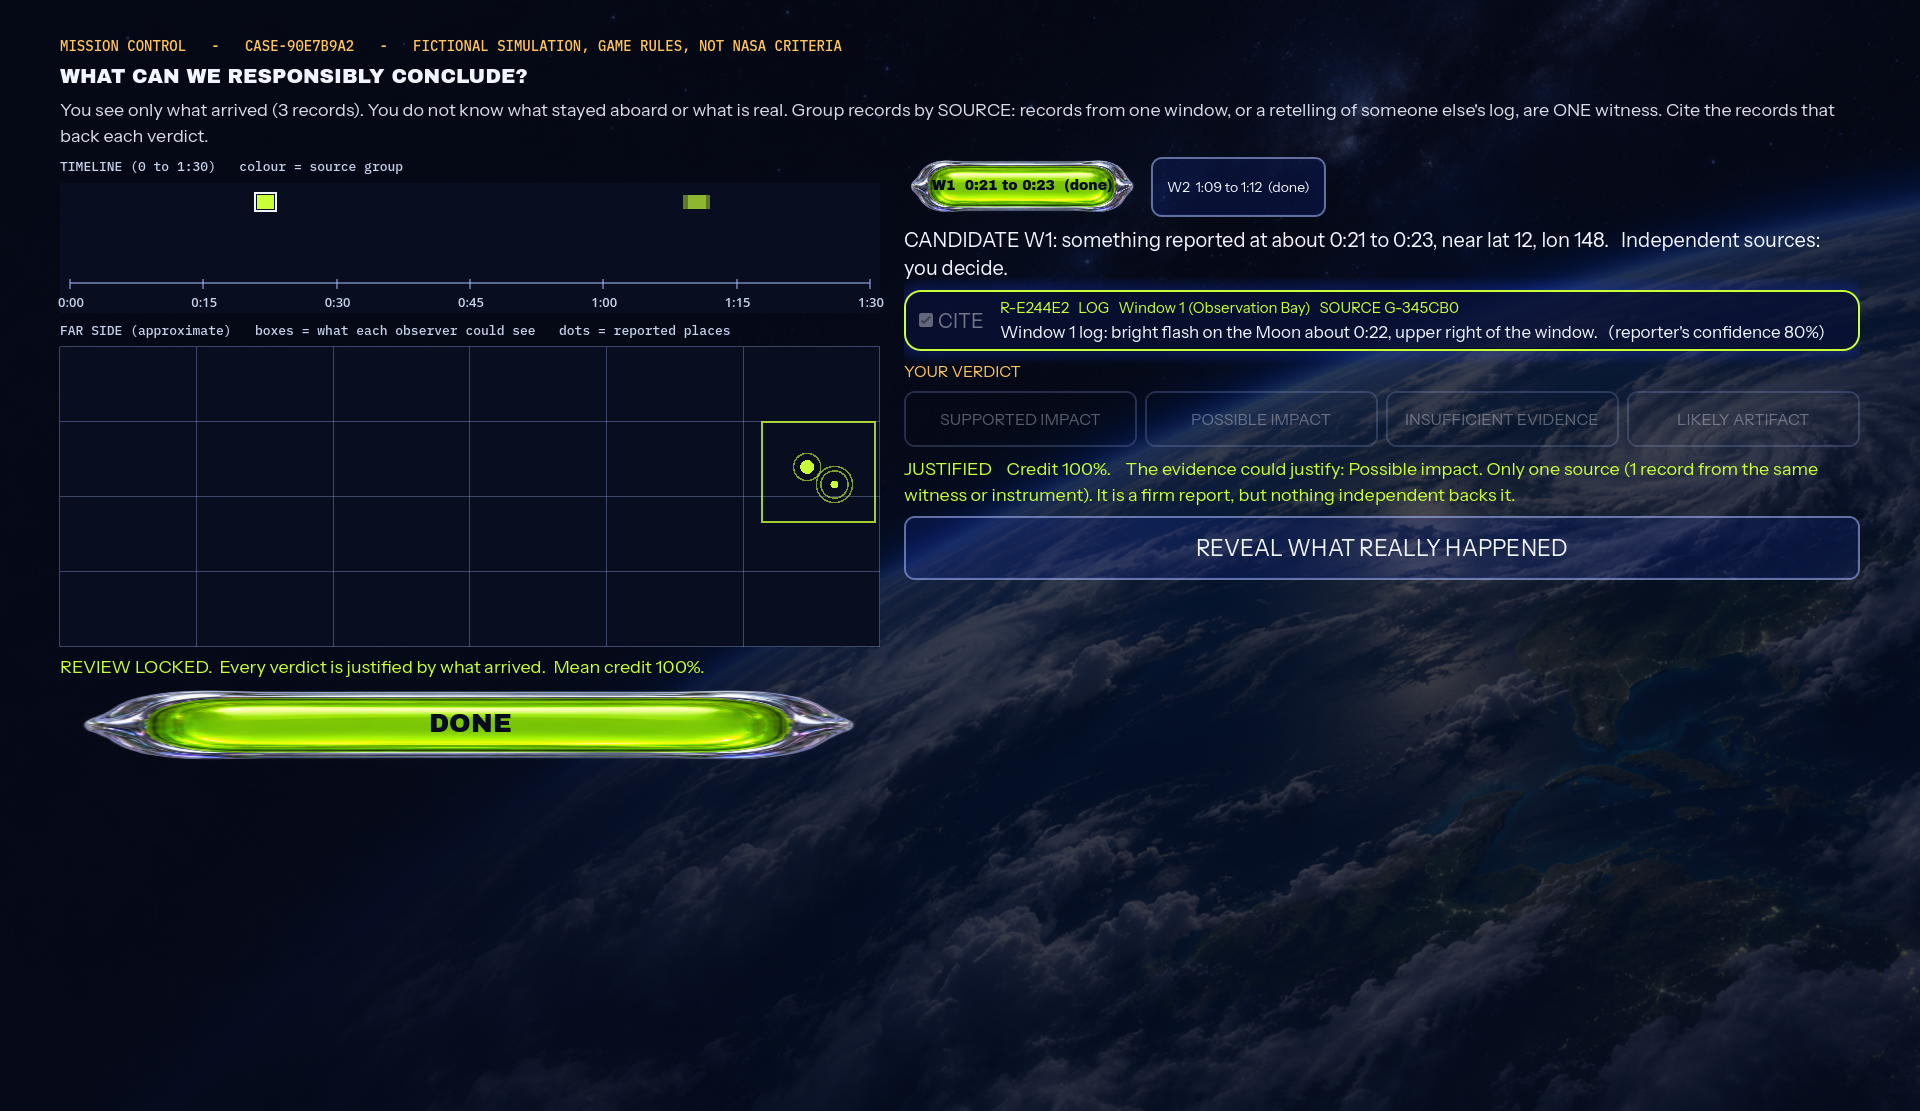 MISSION CONTROL - CASE-90E7B9A2 - FICTIONAL SIMULATION, GAME RULES, NOT NASA CRITERIA
WHAT CAN WE RESPONSIBLY CONCLUDE?
You see only what arrived (3 records). You do not know what stayed aboard or what is real. Group records by SOURCE: records from one window, or a retelling of someone else's log, are ONE witness. Cite the records that
back each verdict.
TIMELINE (0 to 1:30) colour = source group
0:00 0:15 0:30 0:45 1:00 1:15 1:30
FAR SIDE (approximate) boxes = what each observer could see dots = reported places
REVIEW LOCKED. Every verdict is justified by what arrived. Mean credit 100%.
DONE
W1 0:21 to 0:23 (done)
W2 1:09 to 1:12 (done)
CANDIDATE W1: something reported at about 0:21 to 0:23, near lat 12, lon 148. Independent sources:
you decide.
CITE
R-E244E2 LOG Window 1 (Observation Bay) SOURCE G-345CB0
Window 1 log: bright flash on the Moon about 0:22, upper right of the window. (reporter's confidence 80%)
YOUR VERDICT
SUPPORTED IMPACT
POSSIBLE IMPACT
INSUFFICIENT EVIDENCE
LIKELY ARTIFACT
JUSTIFIED Credit 100%. The evidence could justify: Possible impact. Only one source (1 record from the same
witness or instrument). It is a firm report, but nothing independent backs it.
REVEAL WHAT REALLY HAPPENED